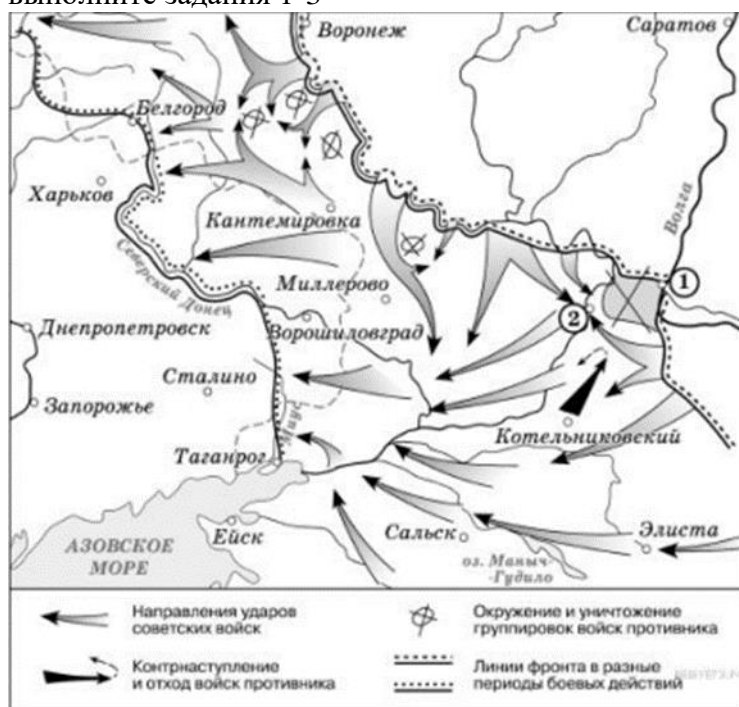 выполните задания 1-3
Воронеж
Саратов
Белгород
Харьков
Волга
Кантемировка
Северский Донец
Миллерово
1
2
Днепропетровск
Ворошиловград
Сталино
Запорожье
Миус
Котельниковский
Таганрог
Ейск
Сальск
Элиста
АЗОВСКОЕ
МОРЕ
оз. Маныч-
-Гудило
Направления ударов
советских войск
Окружение и уничтожение
группировок войск противника
Контрнаступление
и отход войск противника
Линии фронта в разные
периоды боевых действий